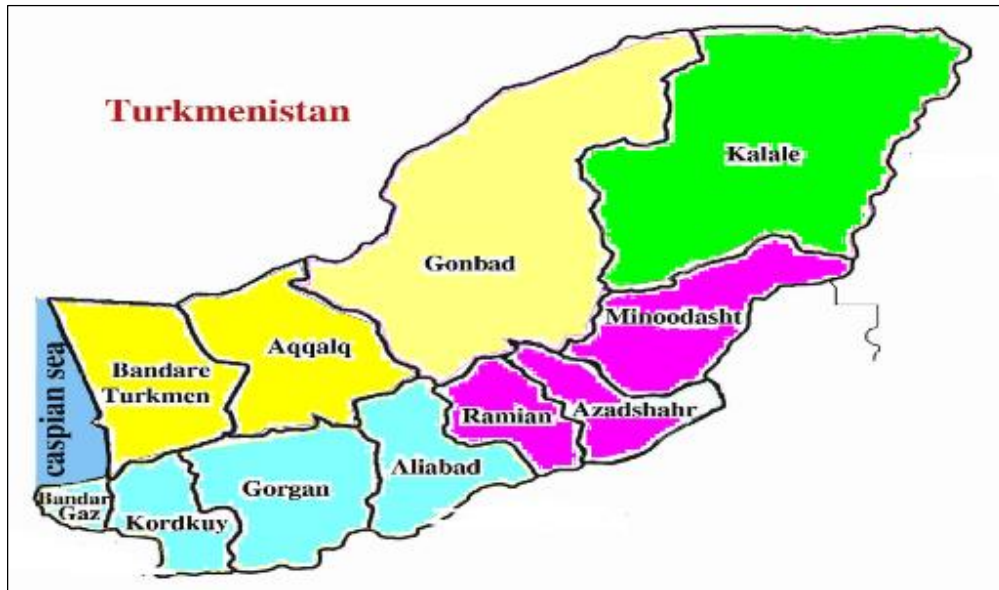 Turkmenistan
Kalale
Gonbad
Minoodasht
Aqqalq
Bandare
Turkmen
caspian sea
Ramian
Azadshahr
Aliabad
Gorgan
Bandar
Gaz
Kordkuy